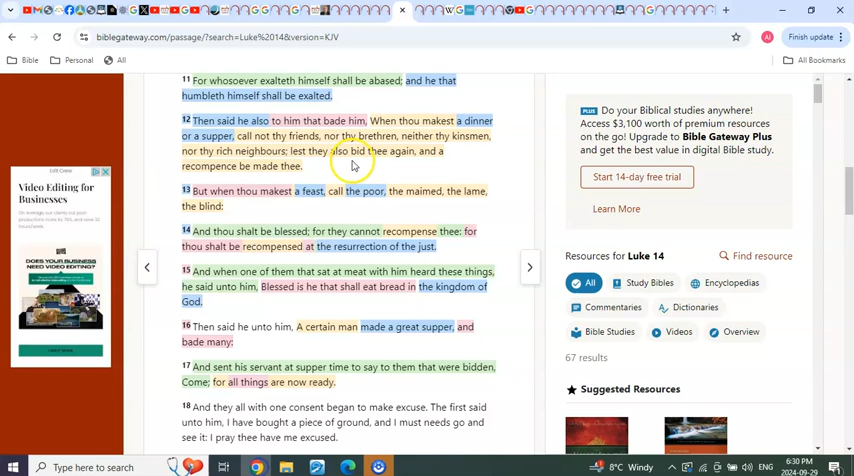 Finish update
biblegateway.com/passage/?search=Luke%2014&version=KJV
Bible
Personal
All
All Bookmarks
11 For whosoever exalteth himself shall be abased; and he that
humbleth himself shall be exalted.
12 Then said he also to him that bade him, When thou makest a dinner
or a supper, call not thy friends, nor thy brethren, neither thy kinsmen,
nor thy rich neighbours; lest they also bid thee again, and a
recompence be made thee.
13 But when thou makest a feast, call the poor, the maimed, the lame,
the blind:
14 And thou shalt be blessed; for they cannot recompense thee: for
thou shalt be recompensed at the resurrection of the just.
15 And when one of them that sat at meat with him heard these things,
he said unto him, Blessed is he that shall eat bread in the kingdom of
God.
16 Then said he unto him, A certain man made a great supper, and
bade many:
17 And sent his servant at supper time to say to them that were bidden,
Come; for all things are now ready.
18 And they all with one consent began to make excuse. The first said
unto him, I have bought a piece of ground, and I must needs go and
see it: I pray thee have me excused.
Edit Crew
Video Editing for
Businesses
DOES YOUR
BUSINESS
NEED VIDEO
EDITING?
PLUS Do your Biblical studies anywhere!
Access $3,100 worth of premium resources
on the go! Upgrade to Bible Gateway Plus
and get the best value in digital Bible study.
Start 14-day free trial
Learn More
Resources for Luke 14
Find resource
All
Study Bibles
Encyclopedias
Commentaries
Dictionaries
Bible Studies
Videos
Overview
67 results
Suggested Resources
Type here to search
8°C Windy
ENG
6:30 PM
2024-09-29